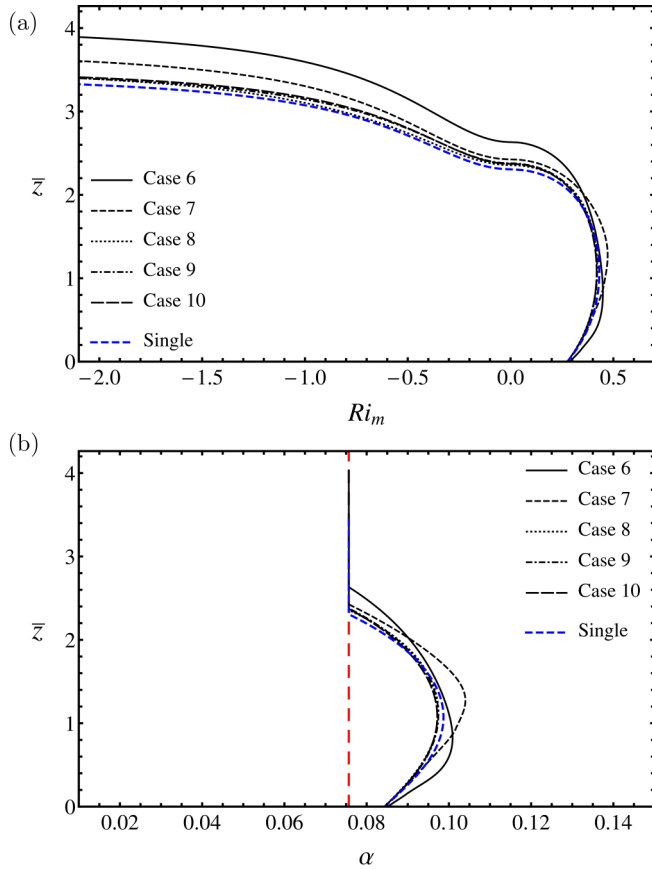 (a)
4
3
2
1
0
z̄
Case 6
Case 7
Case 8
Case 9
Case 10
Single
−2.0 −1.5 −1.0 −0.5 0.0 0.5
Ri_m
(b)
4
3
2
1
0
z̄
Case 6
Case 7
Case 8
Case 9
Case 10
Single
0.02 0.04 0.06 0.08 0.10 0.12 0.14
α